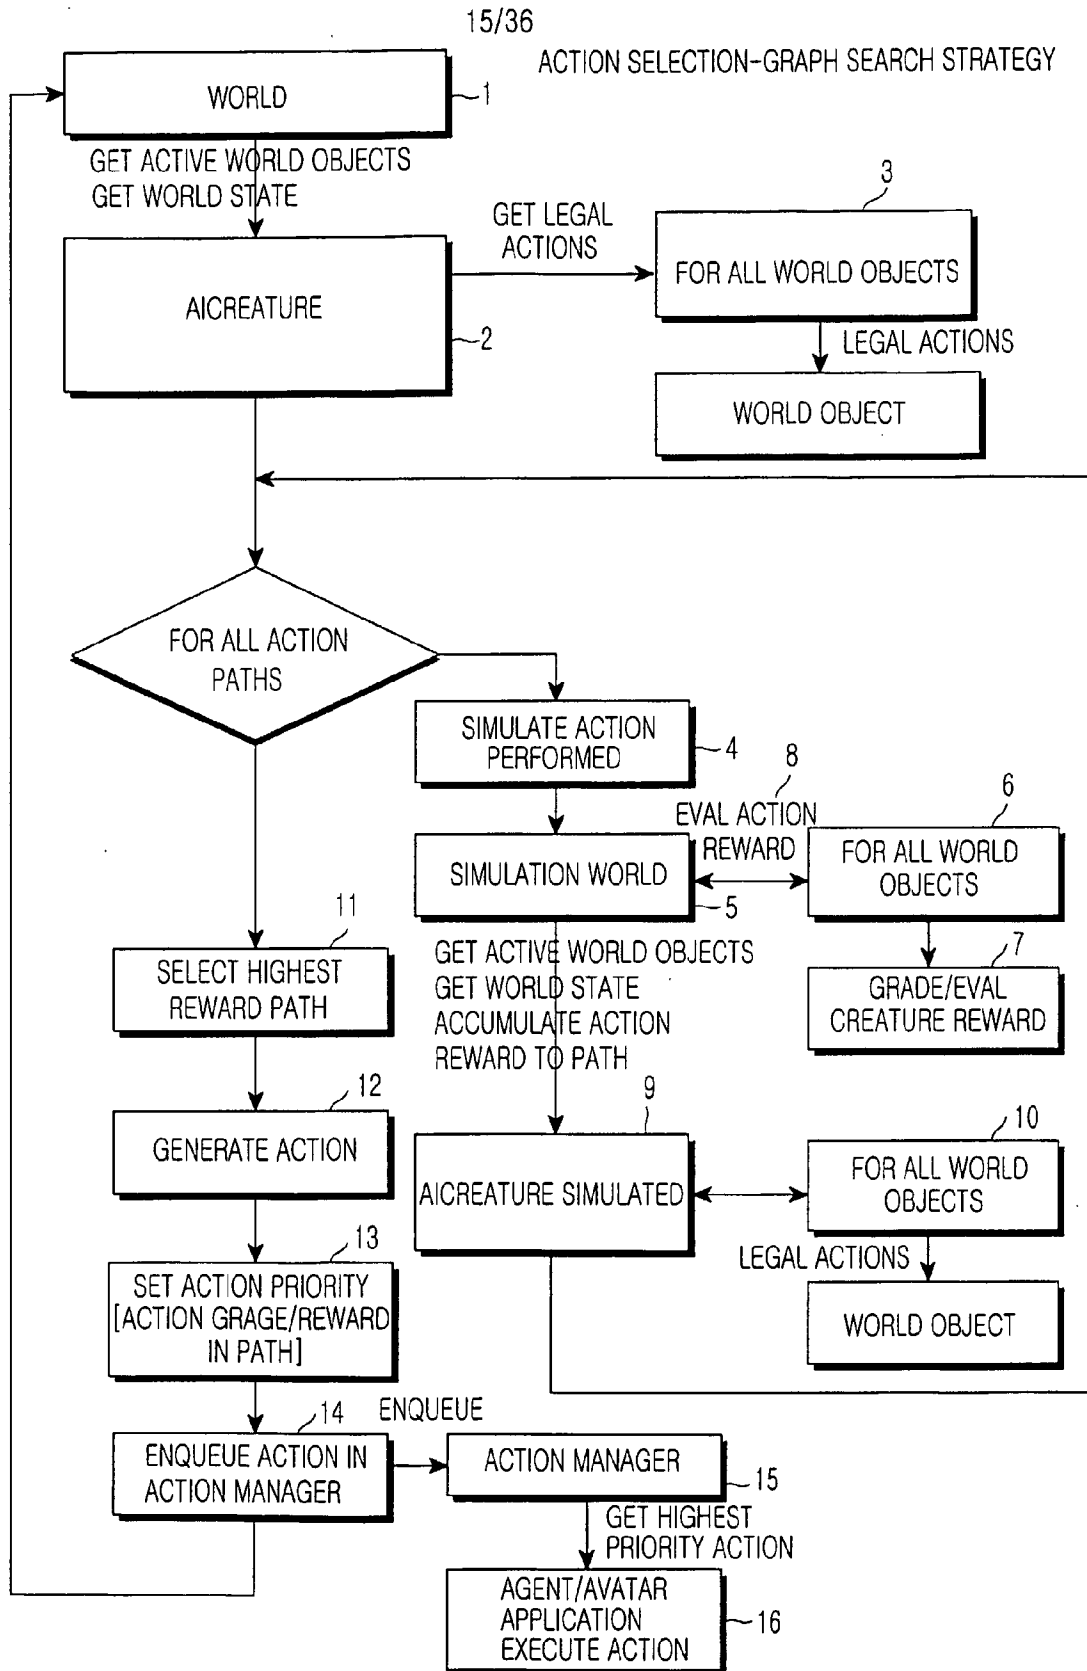 15/36
ACTION SELECTION-GRAPH SEARCH STRATEGY
WORLD
1
GET ACTIVE WORLD OBJECTS
GET WORLD STATE
AICREATURE
2
GET LEGAL
ACTIONS
3
FOR ALL WORLD OBJECTS
LEGAL ACTIONS
WORLD OBJECT
FOR ALL ACTION
PATHS
SIMULATE ACTION
PERFORMED
4
SIMULATION WORLD
5
8
EVAL ACTION
REWARD
6
FOR ALL WORLD
OBJECTS
7
GRADE/EVAL
CREATURE REWARD
GET ACTIVE WORLD OBJECTS
GET WORLD STATE
ACCUMULATE ACTION
REWARD TO PATH
9
AICREATURE SIMULATED
10
FOR ALL WORLD
OBJECTS
LEGAL ACTIONS
WORLD OBJECT
11
SELECT HIGHEST
REWARD PATH
12
GENERATE ACTION
13
SET ACTION PRIORITY
[ACTION GRAGE/REWARD
IN PATH]
14
ENQUEUE ACTION IN
ACTION MANAGER
ENQUEUE
ACTION MANAGER
15
GET HIGHEST
PRIORITY ACTION
AGENT/AVATAR
APPLICATION
EXECUTE ACTION
16